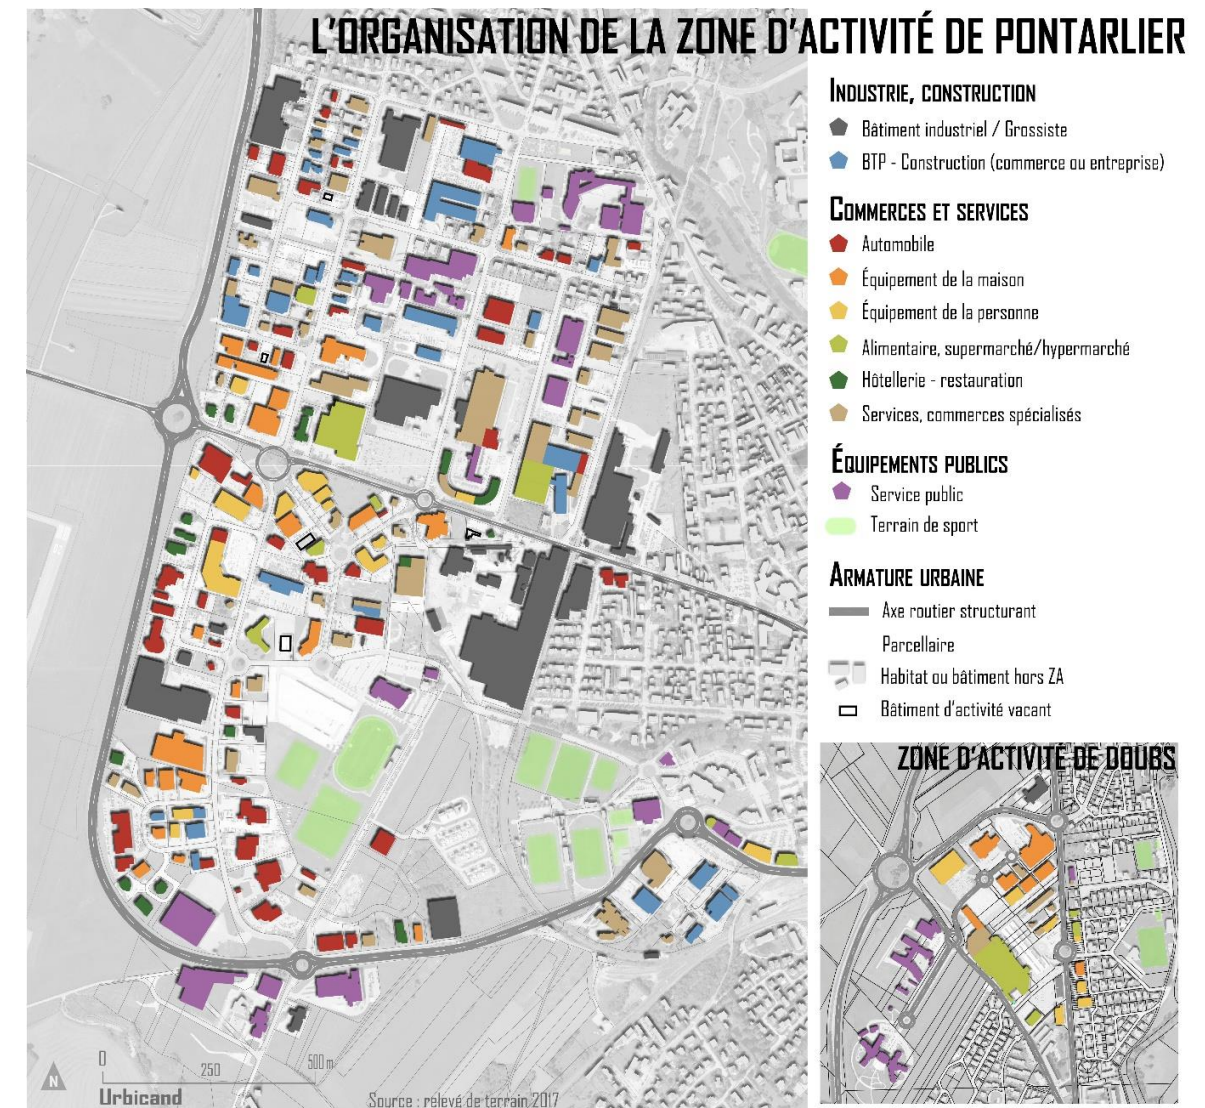 L'ORGANISATION DE LA ZONE D'ACTIVITÉ DE PONTARLIER
INDUSTRIE, CONSTRUCTION
Bâtiment industriel / Grossiste
BTP - Construction (commerce ou entreprise)
COMMERCES ET SERVICES
Automobile
Équipement de la maison
Équipement de la personne
Alimentaire, supermarché/hypermarché
Hôtellerie - restauration
Services, commerces spécialisés
ÉQUIPEMENTS PUBLICS
Service public
Terrain de sport
ARMATURE URBAINE
Axe routier structurant
Parcellaire
Habitat ou bâtiment hors ZA
Bâtiment d'activité vacant
ZONE D'ACTIVITÉ DE DOUBS
0
250
500 m
N
Urbicand
Source : rélevé de terrain 2017